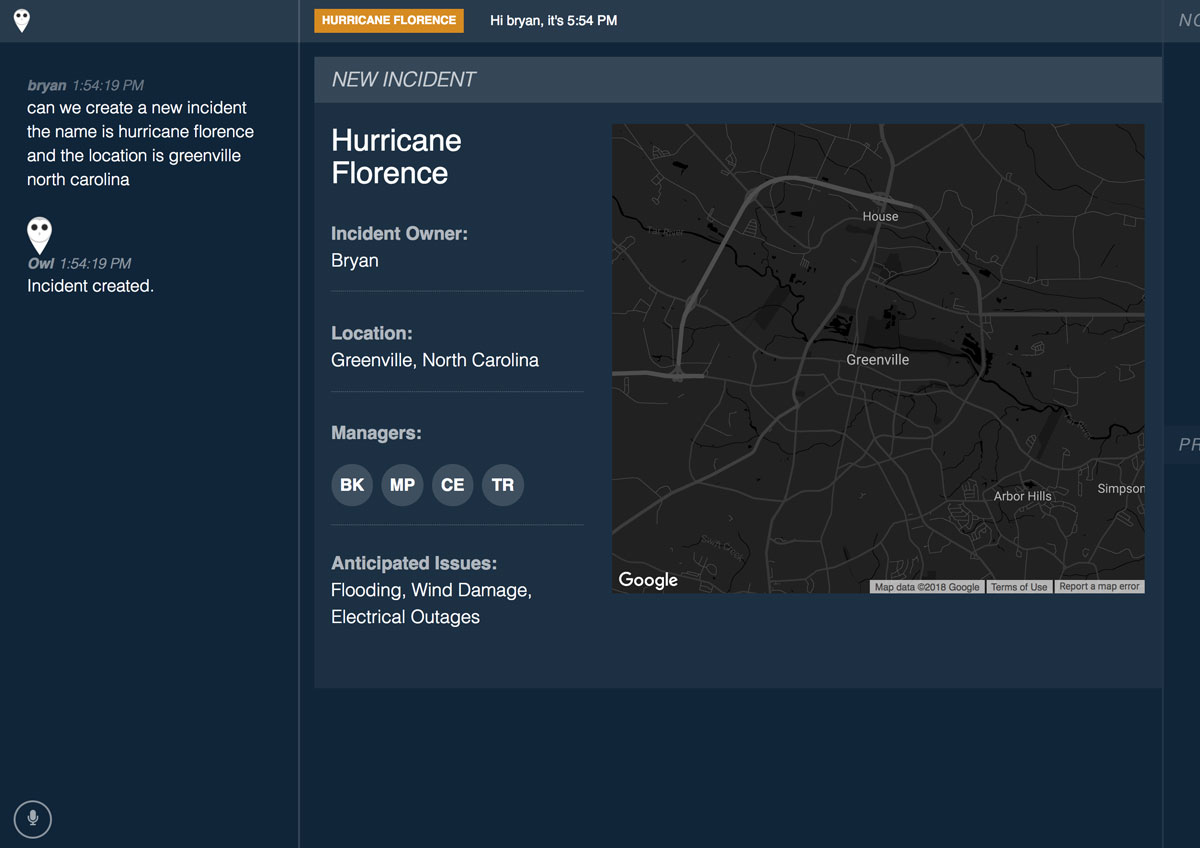 HURRICANE FLORENCE
Hi bryan, it's 5:54 PM
NO
bryan 1:54:19 PM
can we create a new incident
the name is hurricane florence
and the location is greenville
north carolina
Owl 1:54:19 PM
Incident created.
NEW INCIDENT
Hurricane
Florence
Incident Owner:
Bryan
Location:
Greenville, North Carolina
Managers:
BK MP CE TR
Anticipated Issues:
Flooding, Wind Damage,
Electrical Outages
House
Tar River
Greenville
Arbor Hills
Simpson
Google
Map data ©2018 Google
Terms of Use
Report a map error
PR